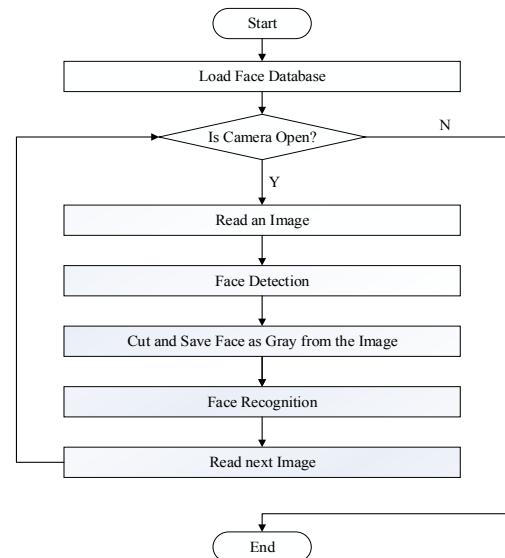 Start
Load Face Database
Is Camera Open?
N
Y
Read an Image
Face Detection
Cut and Save Face as Gray from the Image
Face Recognition
Read next Image
End